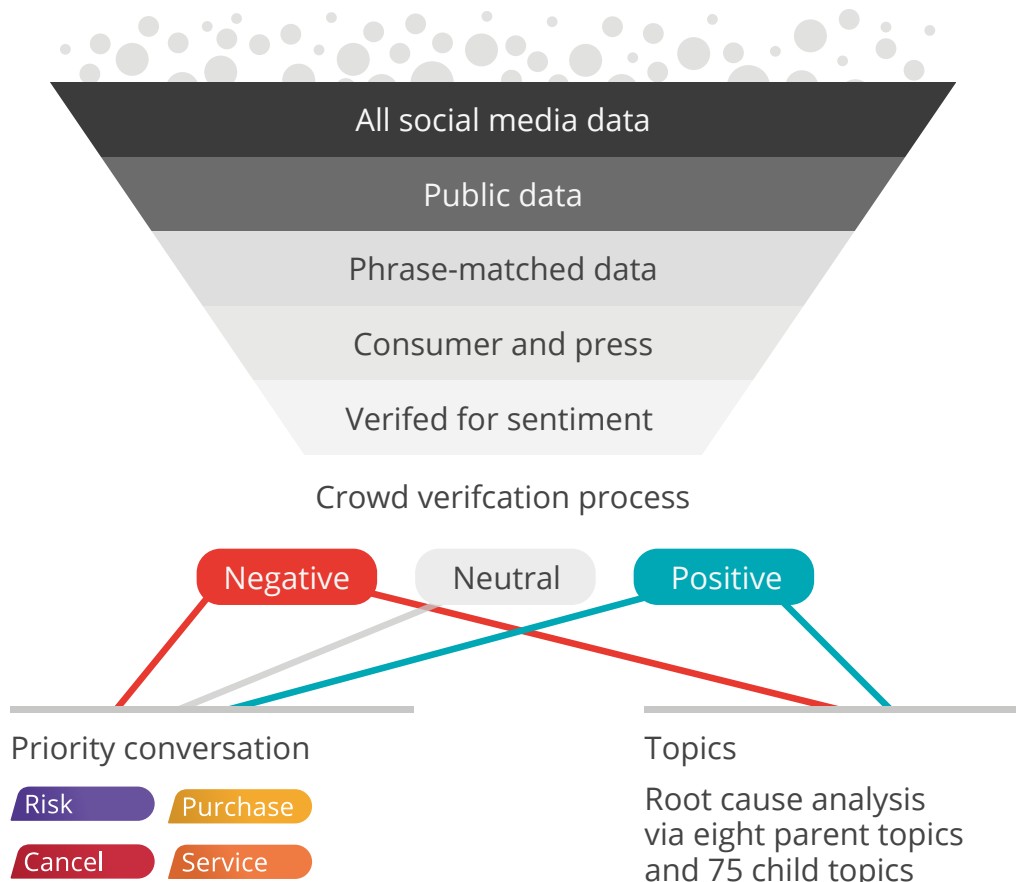 All social media data
Public data
Phrase-matched data
Consumer and press
Verifed for sentiment
Crowd verifcation process
Negative
Neutral
Positive
Priority conversation
Risk
Purchase
Cancel
Service
Topics
Root cause analysis
via eight parent topics
and 75 child topics